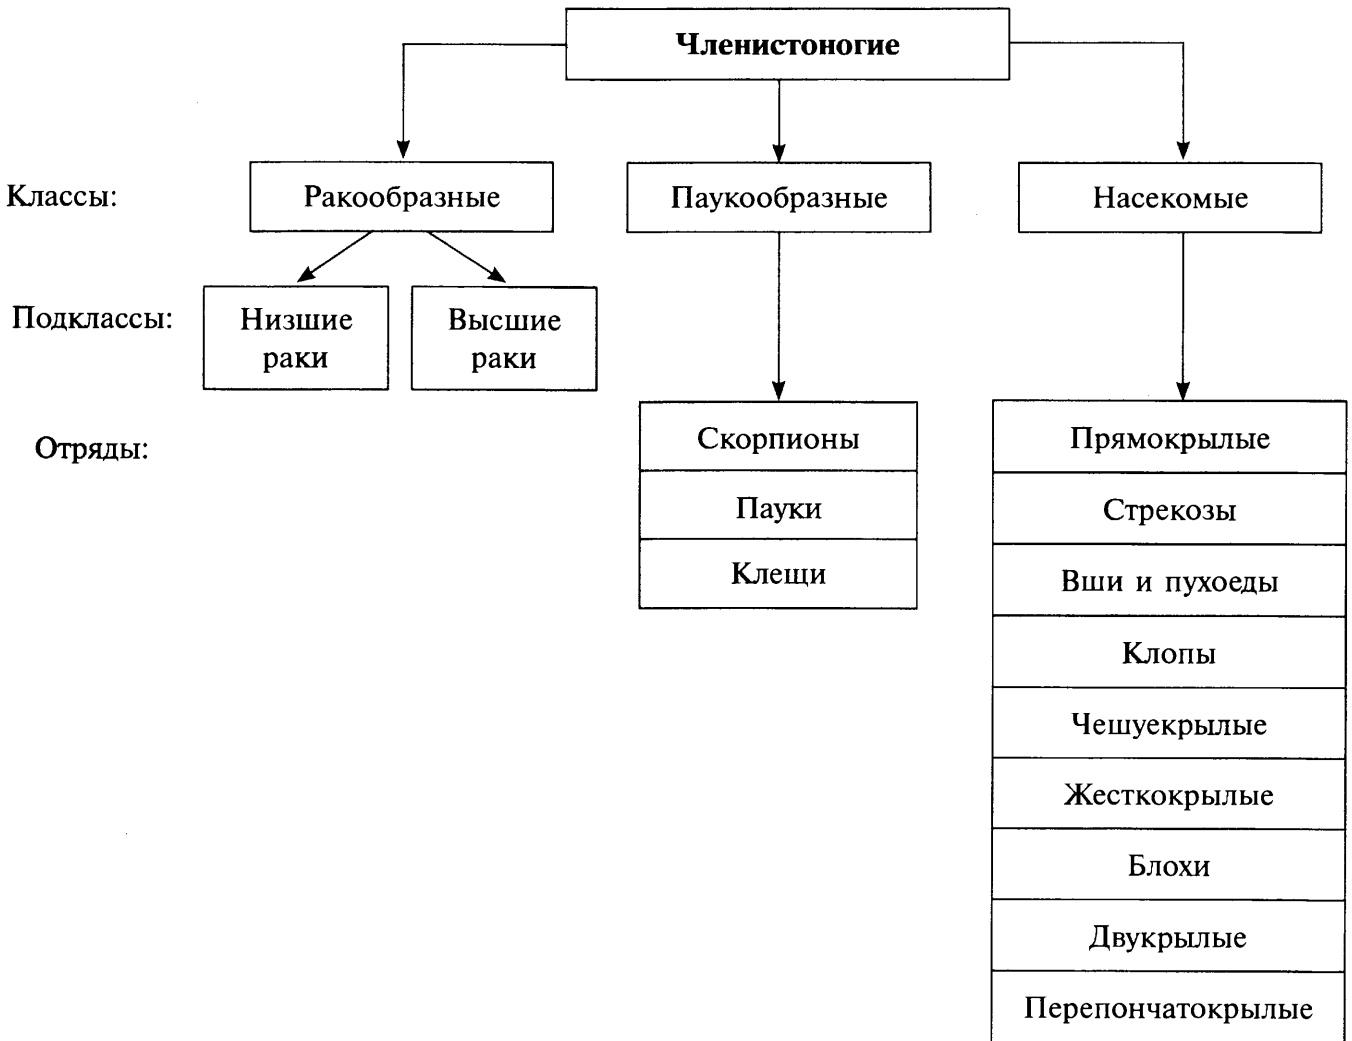 Членистоногие
Классы:
Ракообразные
Паукообразные
Насекомые
Подклассы:
Низшие
раки
Высшие
раки
Отряды:
Скорпионы
Пауки
Клещи
Прямокрылые
Стрекозы
Вши и пухоеды
Клопы
Чешуекрылые
Жесткокрылые
Блохи
Двукрылые
Перепончатокрылые